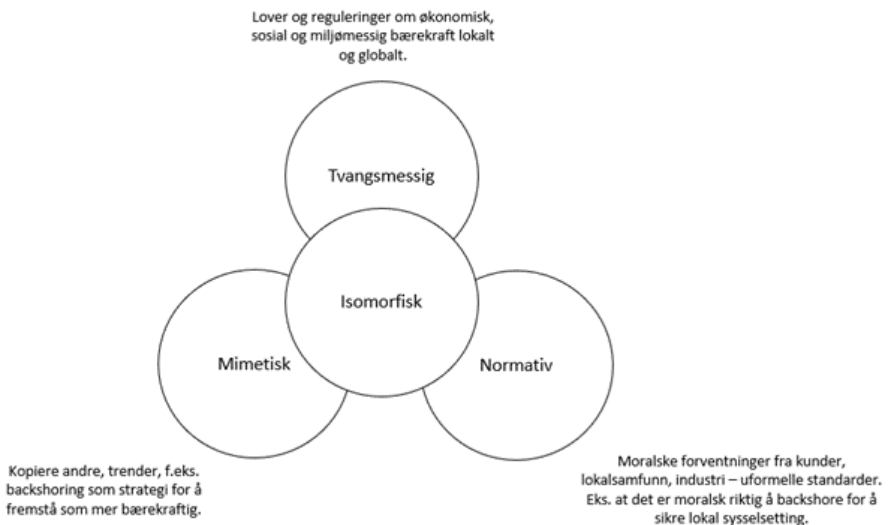 Lover og reguleringer om økonomisk,
sosial og miljømessig bærekraft lokalt
og globalt.
Tvangsmessig
Isomorfisk
Mimetisk
Normativ
Kopiere andre, trender, f.eks.
backshoring som strategi for å
fremstå som mer bærekraftig.
Moralske forventninger fra kunder,
lokalsamfunn, industri – uformelle standarder.
Eks. at det er moralsk riktig å backshore for å
sikre lokal sysselsetting.